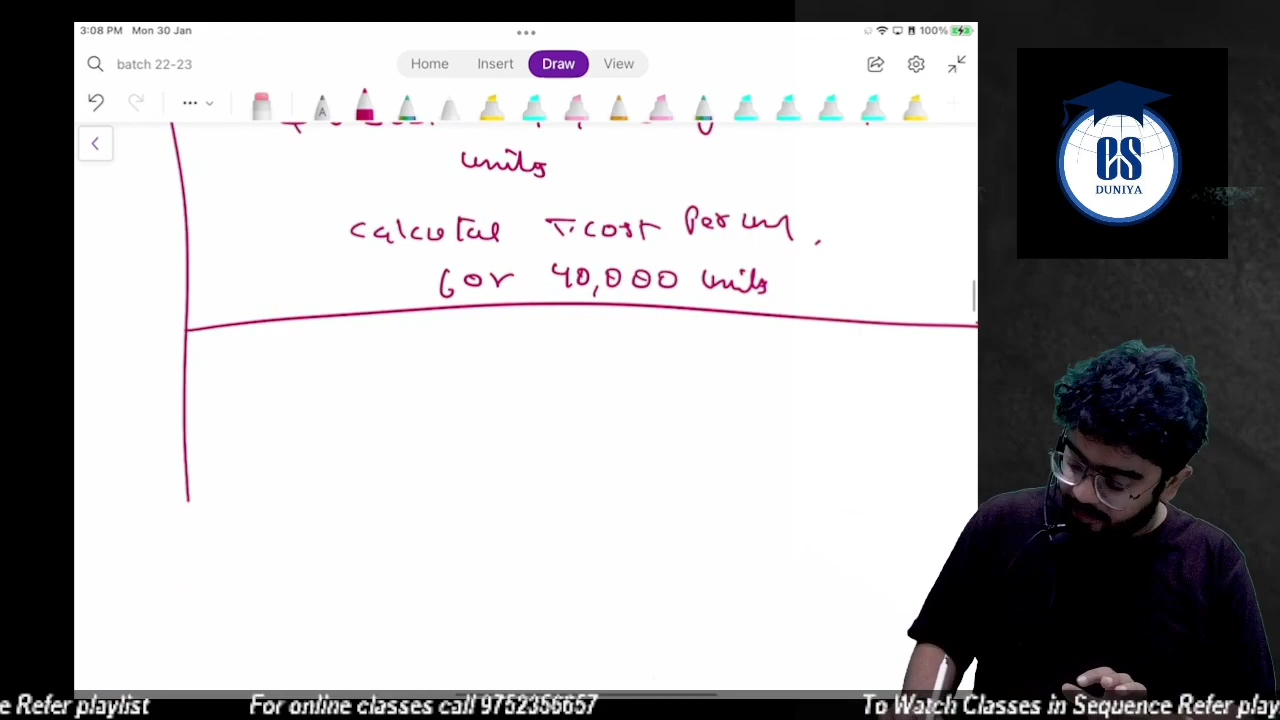 3:08 PM Mon 30 Jan
100%
batch 22-23
Home Insert Draw View
A
units
calcutal T.cost Per unit,
for 40,000 units
CS
DUNIYA
e Refer playlist For online classes call 9752356657 To Watch Classes in Sequence Refer play